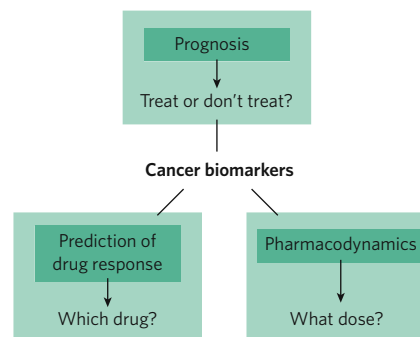 Prognosis
Treat or don't treat?
Cancer biomarkers
Prediction of
drug response
Which drug?
Pharmacodynamics
What dose?